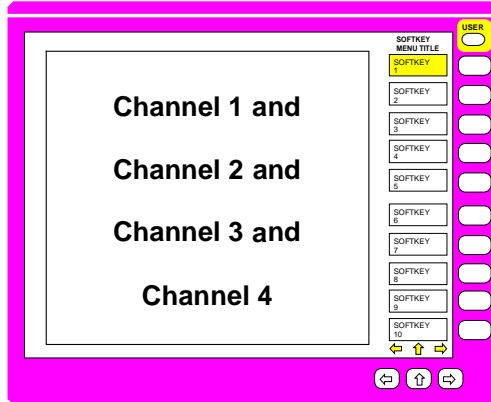 USER
SOFTKEY
MENU TITLE
SOFTKEY
1
SOFTKEY
2
SOFTKEY
3
SOFTKEY
4
SOFTKEY
5
SOFTKEY
6
SOFTKEY
7
SOFTKEY
8
SOFTKEY
9
SOFTKEY
10
Channel 1 and
Channel 2 and
Channel 3 and
Channel 4